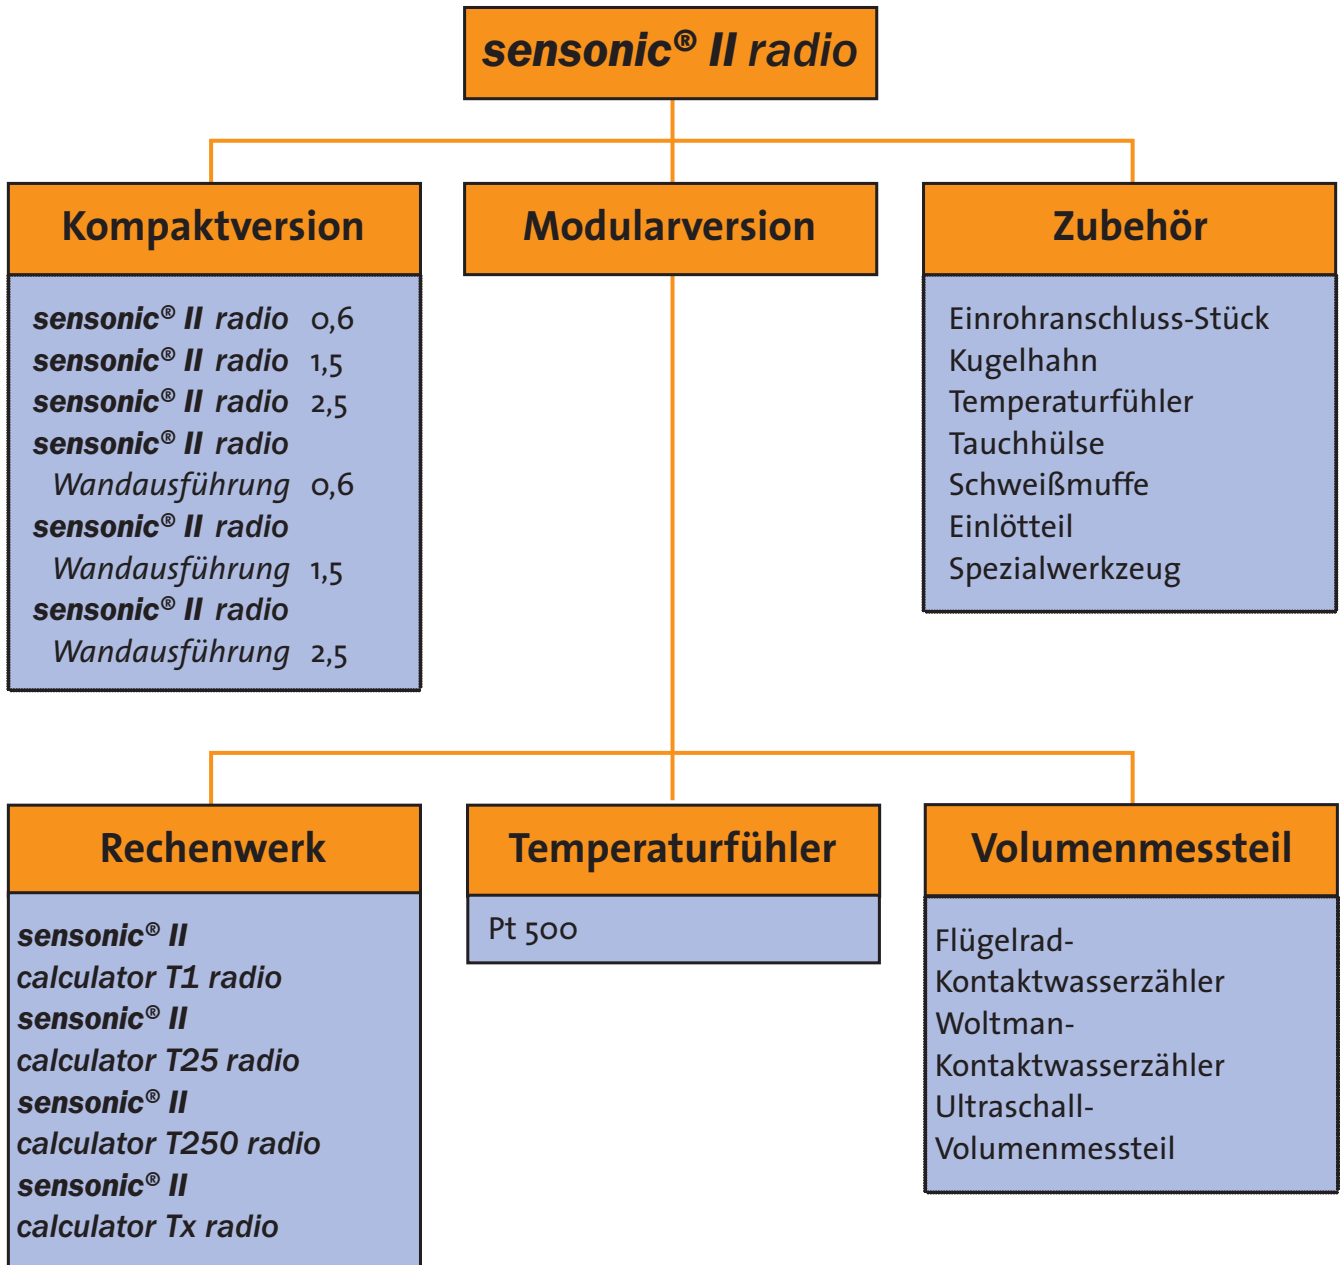 sensonic® II radio
Kompaktversion
sensonic® II radio 0,6
sensonic® II radio 1,5
sensonic® II radio 2,5
sensonic® II radio
Wandausführung 0,6
sensonic® II radio
Wandausführung 1,5
sensonic® II radio
Wandausführung 2,5
Modularversion
Zubehör
Einrohranschluss-Stück
Kugelhahn
Temperaturfühler
Tauchhülse
Schweißmuffe
Einlötteil
Spezialwerkzeug
Rechenwerk
sensonic® II
calculator T1 radio
sensonic® II
calculator T25 radio
sensonic® II
calculator T250 radio
sensonic® II
calculator Tx radio
Temperaturfühler
Pt 500
Volumenmessteil
Flügelrad-
Kontaktwasserzähler
Woltman-
Kontaktwasserzähler
Ultraschall-
Volumenmessteil